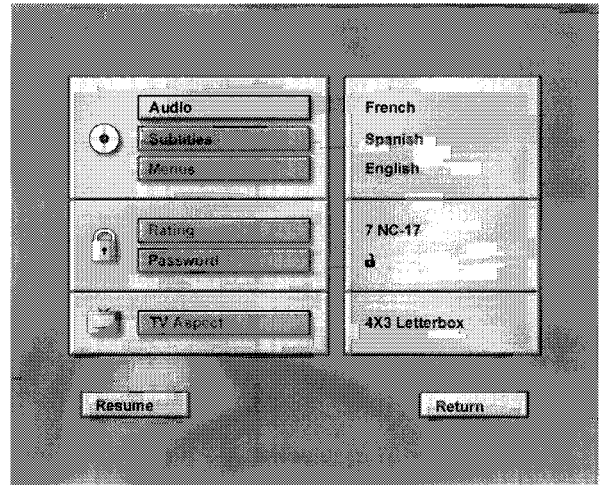 Audio French
Subtitles Spanish
Menus English
Rating 7 NC-17
Password
TV Aspect 4X3 Letterbox
Resume Return